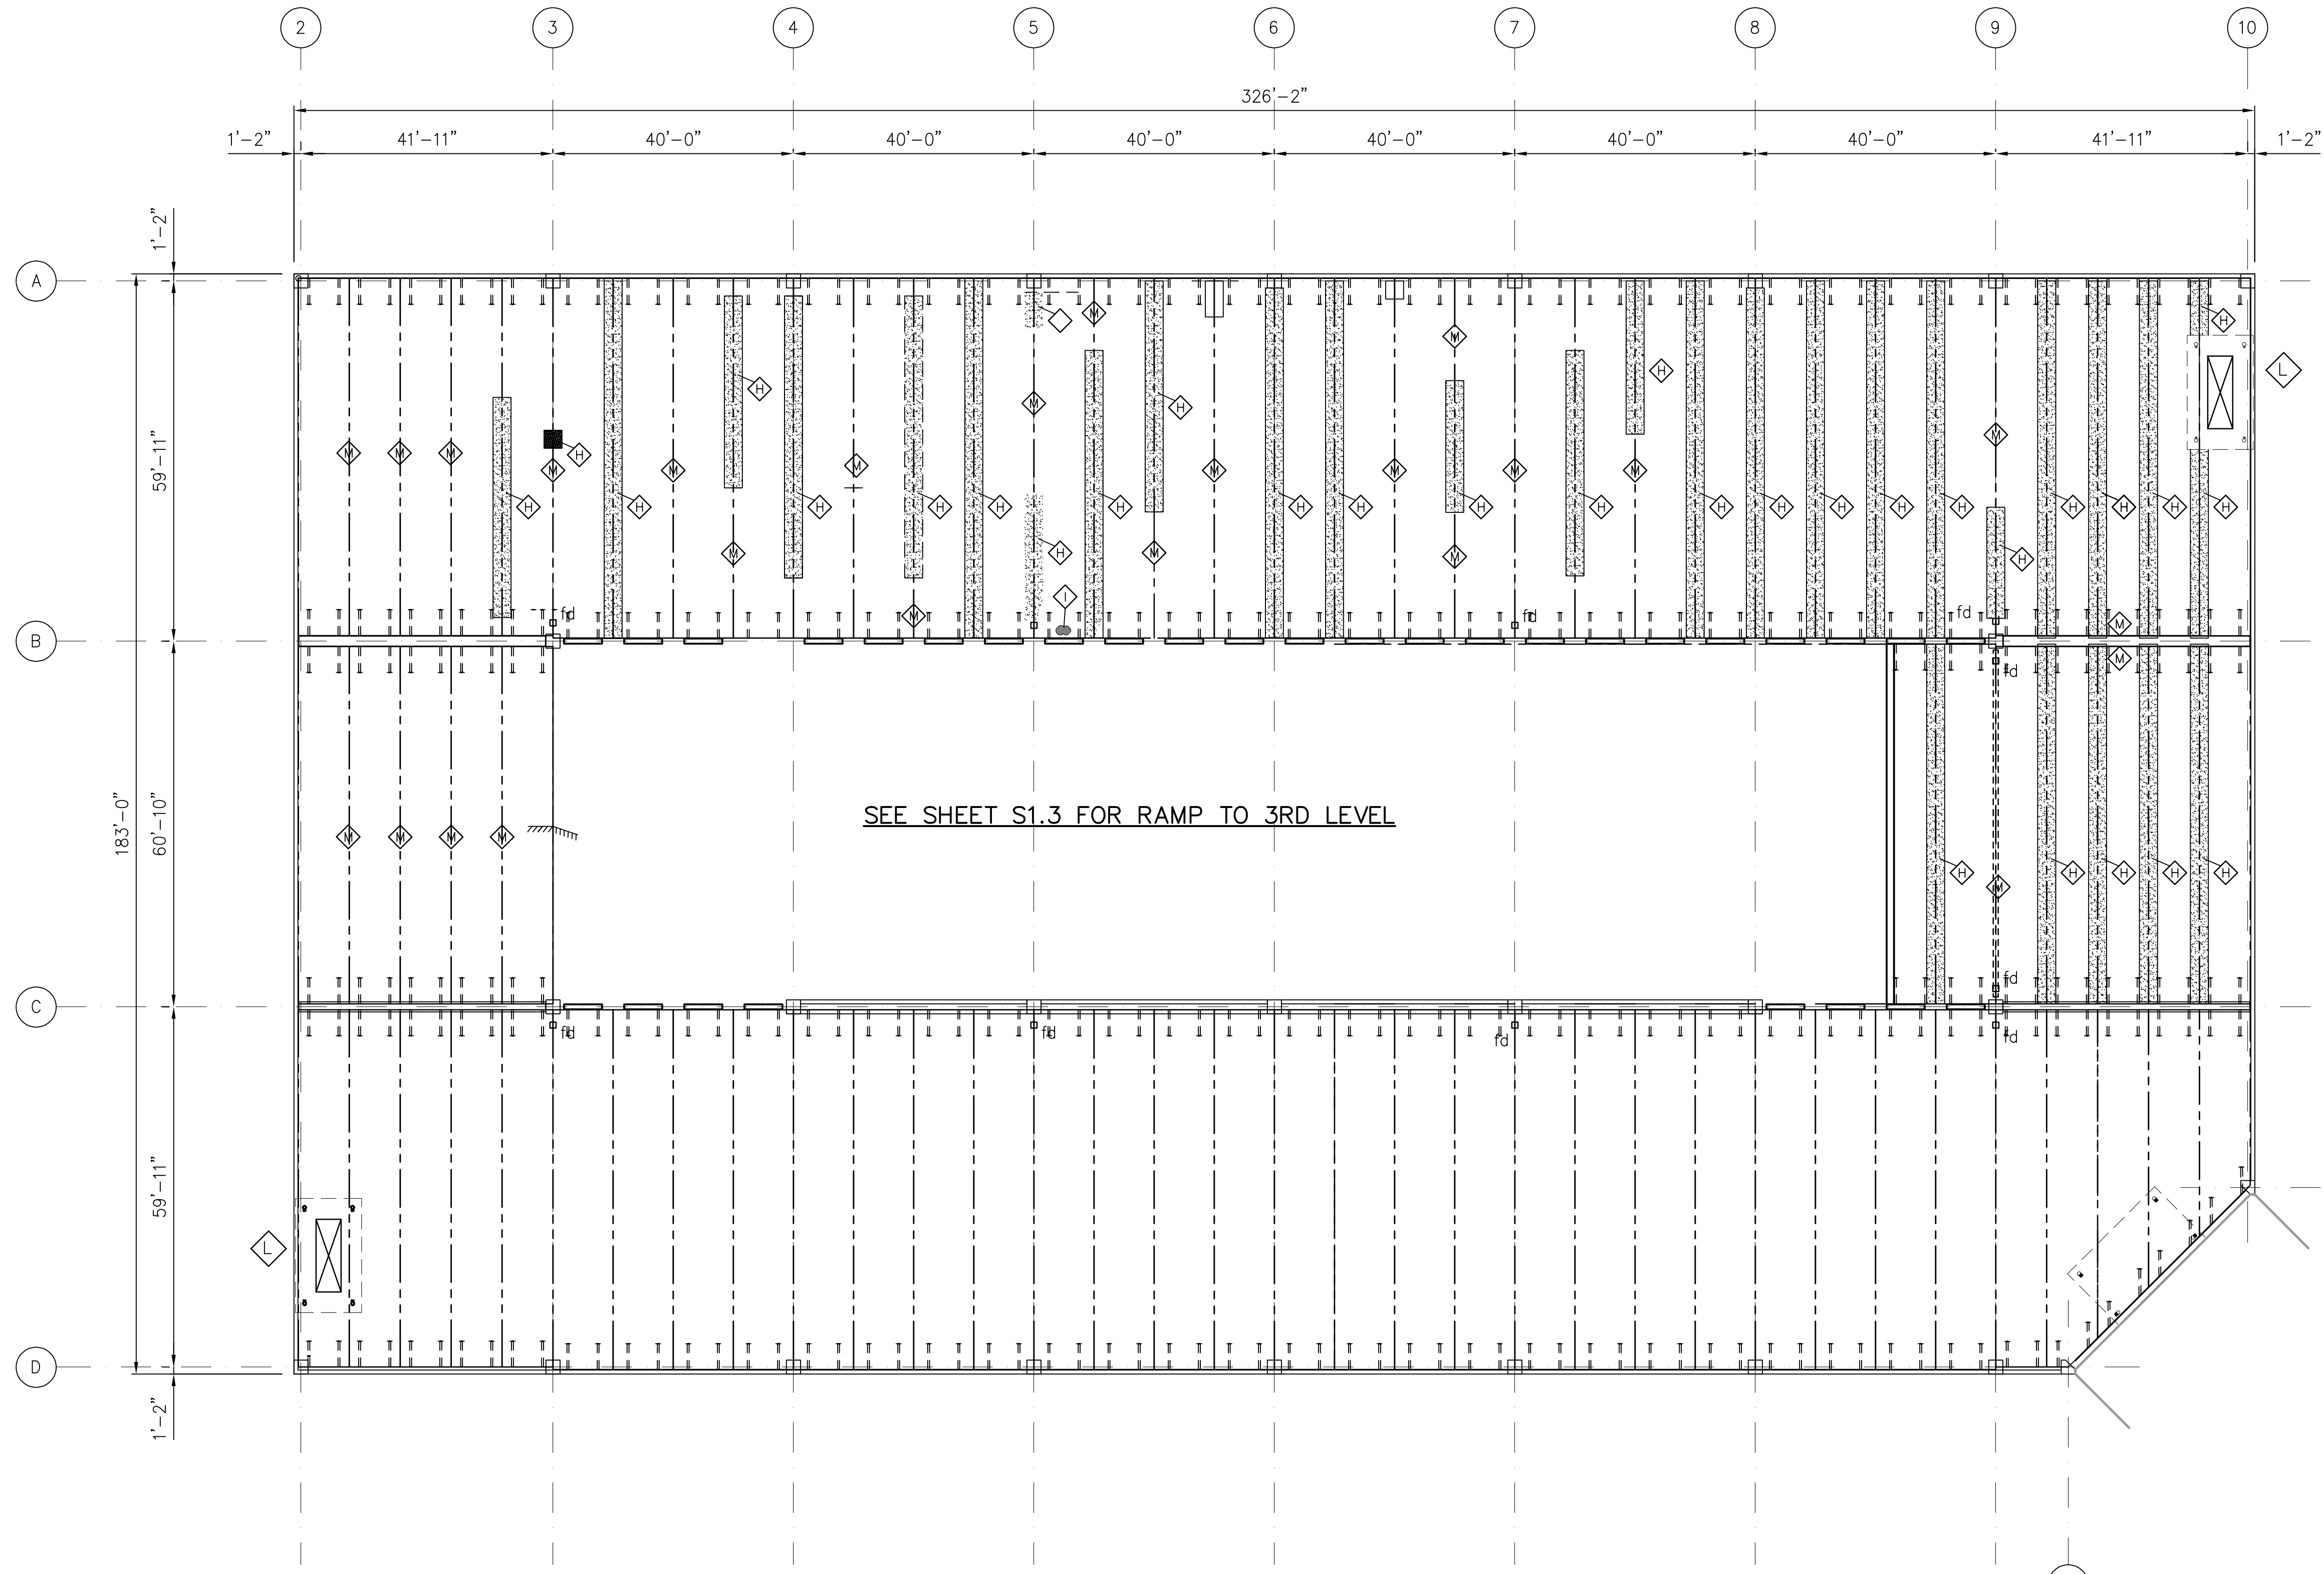 2 3 4 5 6 7 8 9 10
326'-2"
1'-2" 41'-11" 40'-0" 40'-0" 40'-0" 40'-0" 40'-0" 40'-0" 41'-11" 1'-2"
1'-2"
A
M
H
M
L
H
M
H
M
H
M
M
M
M
H
M
M
M
M
M
M
M
H H H H H H H H H H H H H H H H H H H
M
M
H
M
M
H
I
fd
M
fd
fd
M
B
M
fd
59'-11"
183'-0"
60'-10"
SEE SHEET S1.3 FOR RAMP TO 3RD LEVEL
M M M M
H H H H H
M
fd
C
fd
fd
fd
fd
59'-11"
L
D
1'-2"